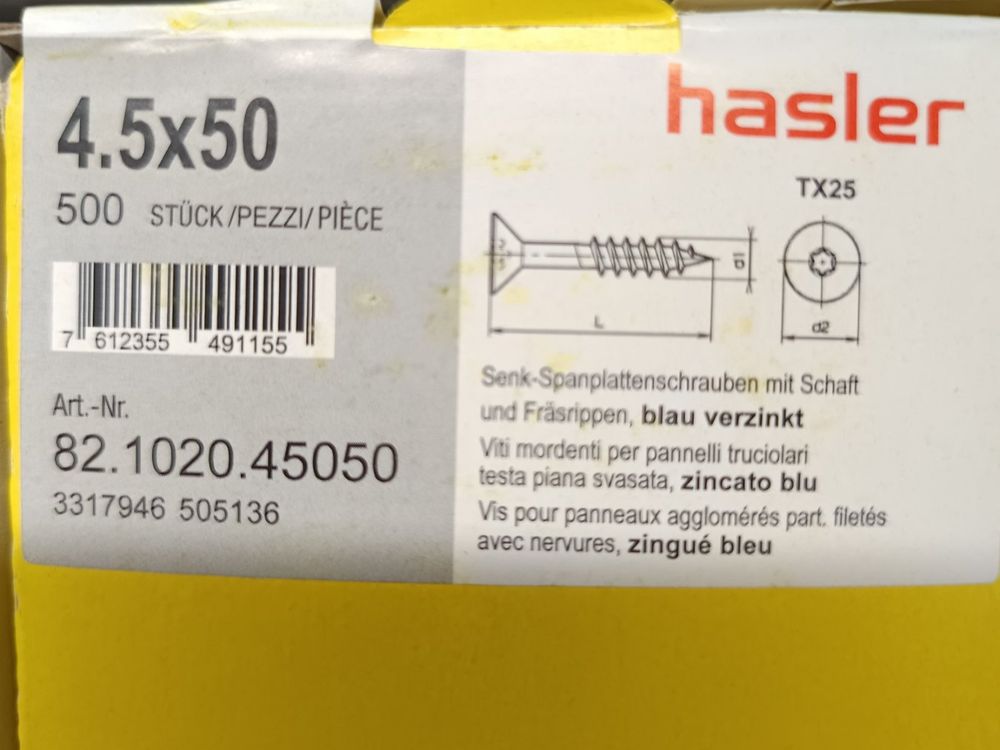 4.5x50
500 STÜCK/PEZZI/PIÈCE
7 612355 491155
Art.-Nr.
82.1020.45050
3317946 505136
hasler
TX25
d1
L
d2
Senk-Spanplattenschrauben mit Schaft
und Fräsrippen, blau verzinkt
Viti mordenti per pannelli truciolari
testa piana svasata, zincato blu
Vis pour panneaux agglomérés part. filetés
avec nervures, zingué bleu